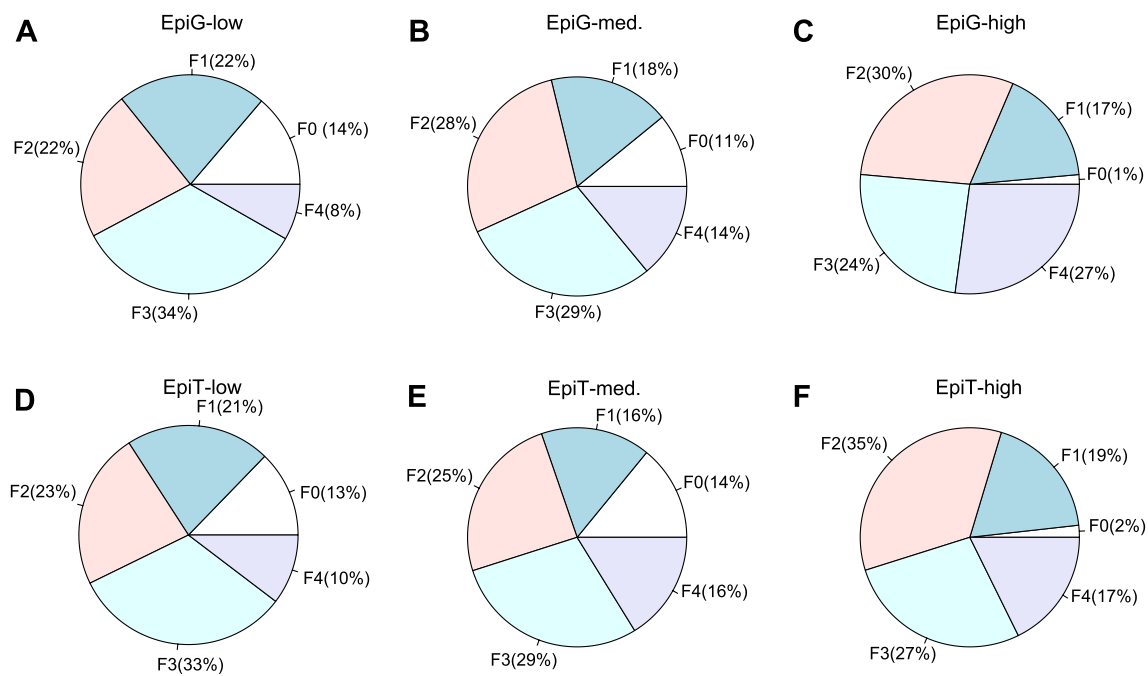 A
EpiG-low
F1(22%)
F0 (14%)
F2(22%)
F4(8%)
F3(34%)
B
EpiG-med.
F1(18%)
F2(28%)
F0(11%)
F4(14%)
F3(29%)
C
EpiG-high
F2(30%)
F1(17%)
F0(1%)
F3(24%)
F4(27%)
D
EpiT-low
F1(21%)
F2(23%)
F0(13%)
F4(10%)
F3(33%)
E
EpiT-med.
F1(16%)
F2(25%)
F0(14%)
F4(16%)
F3(29%)
F
EpiT-high
F2(35%)
F1(19%)
F0(2%)
F4(17%)
F3(27%)